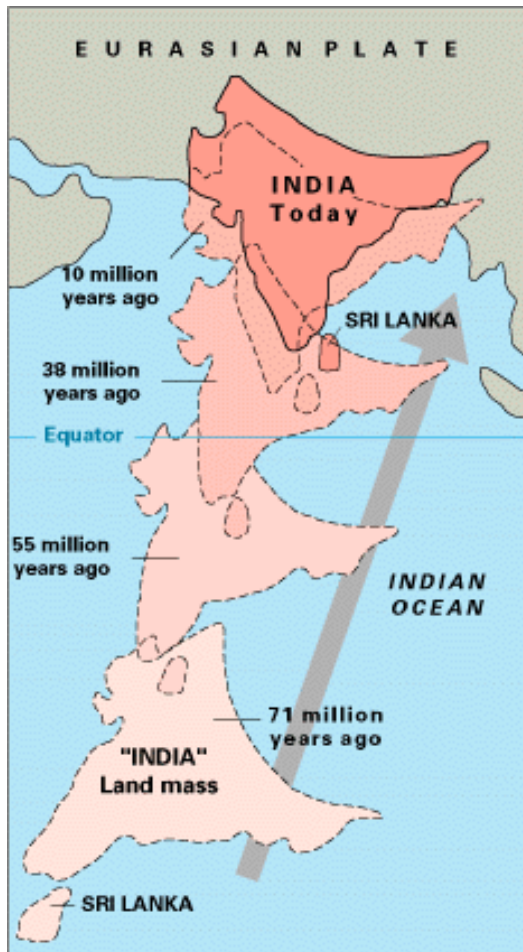 EURASIAN PLATE
INDIA
Today
10 million
years ago
SRI LANKA
38 million
years ago
Equator
55 million
years ago
INDIAN
OCEAN
71 million
years ago
"INDIA"
Land mass
SRI LANKA